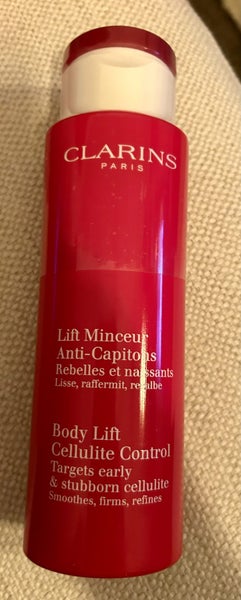 CLARINS
PARIS
Lift Minceur
Anti-Capitons
Rebelles et naissants
Lisse, raffermit, regalbe
Body Lift
Cellulite Control
Targets early
& stubborn cellulite
Smoothes, firms, refines